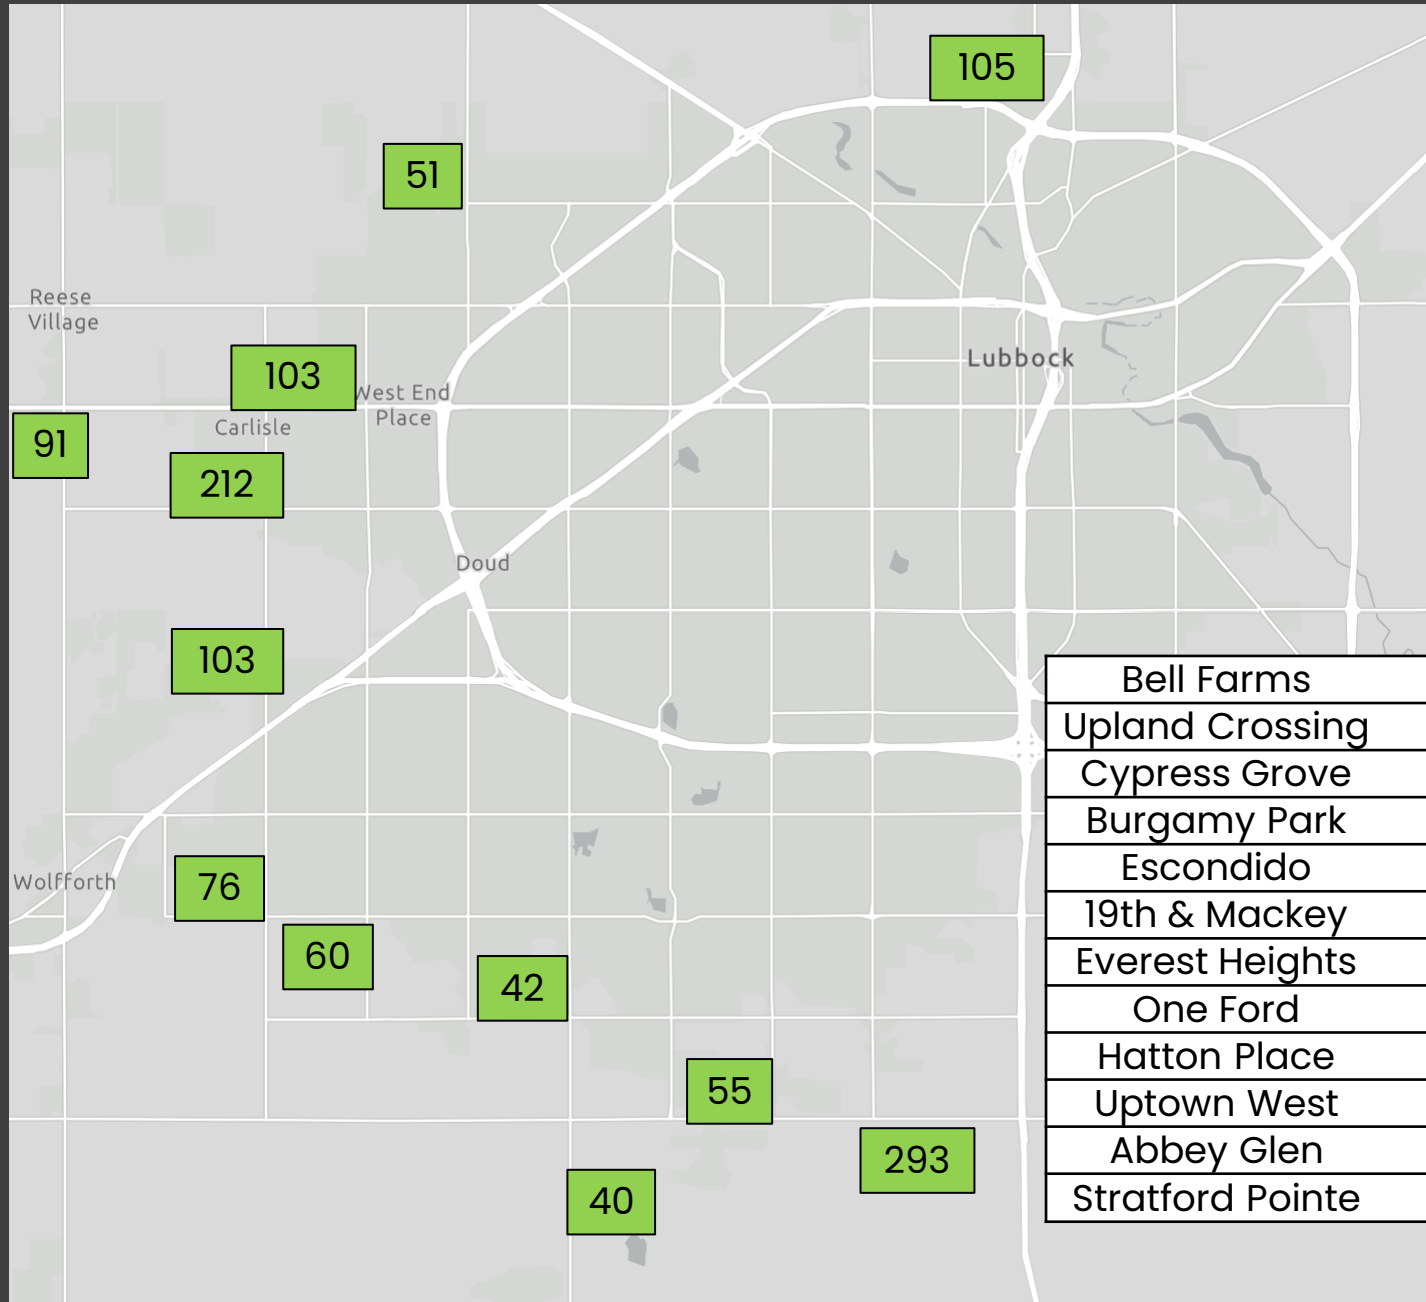 105
51
Reese
Village
103
West End
Place
Lubbock
Carlisle
91
212
Doud
103
Bell Farms
Upland Crossing
Cypress Grove
Burgamy Park
Escondido
19th & Mackey
Everest Heights
One Ford
Hatton Place
Uptown West
Abbey Glen
Stratford Pointe
Wolfforth
76
60
42
55
293
40